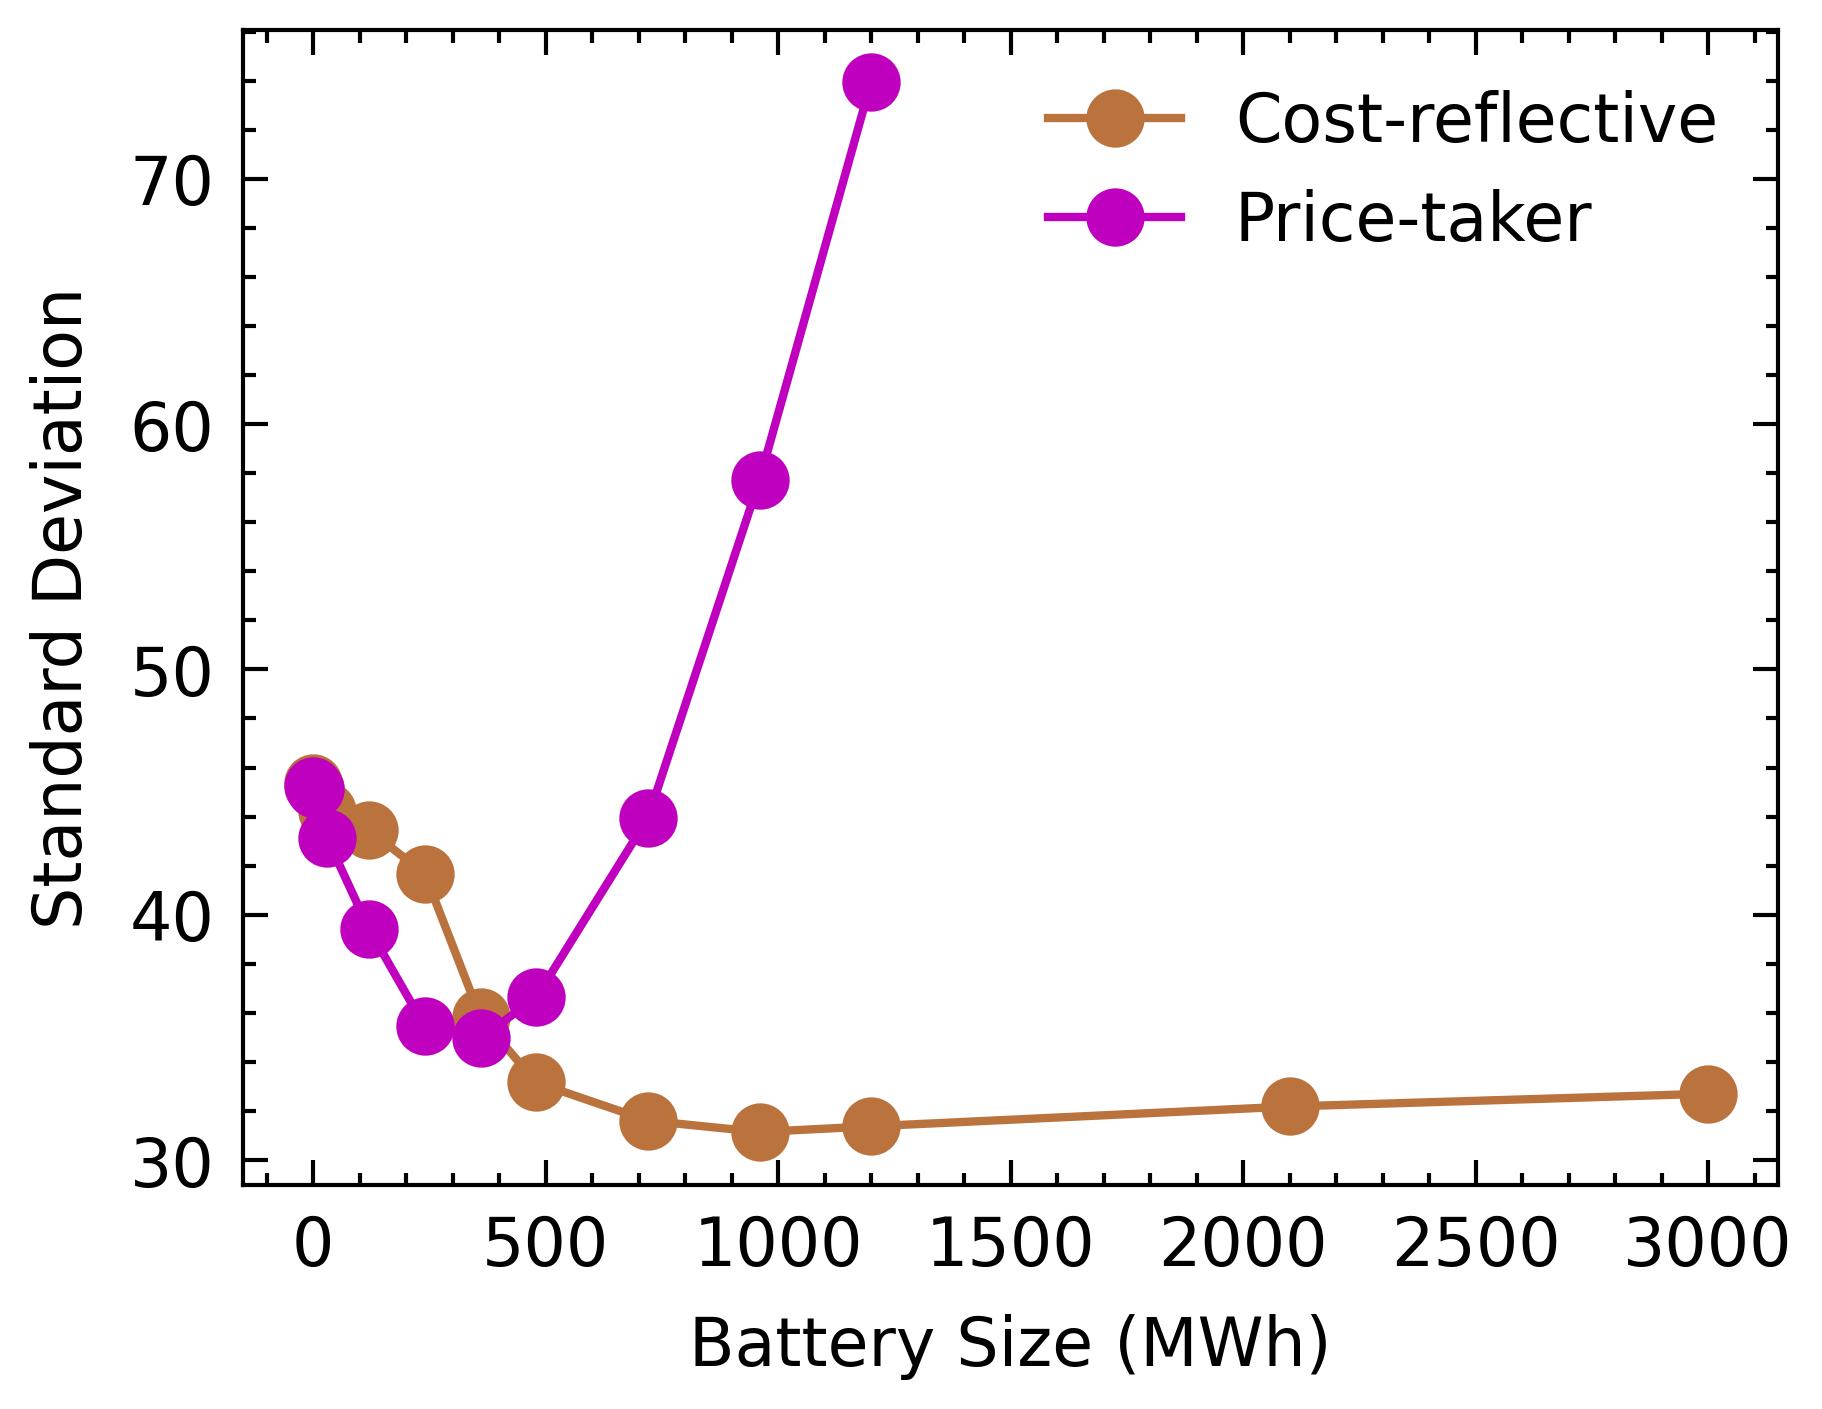 Cost-reflective
Price-taker
70
60
50
40
30
Standard Deviation
0 500 1000 1500 2000 2500 3000
Battery Size (MWh)